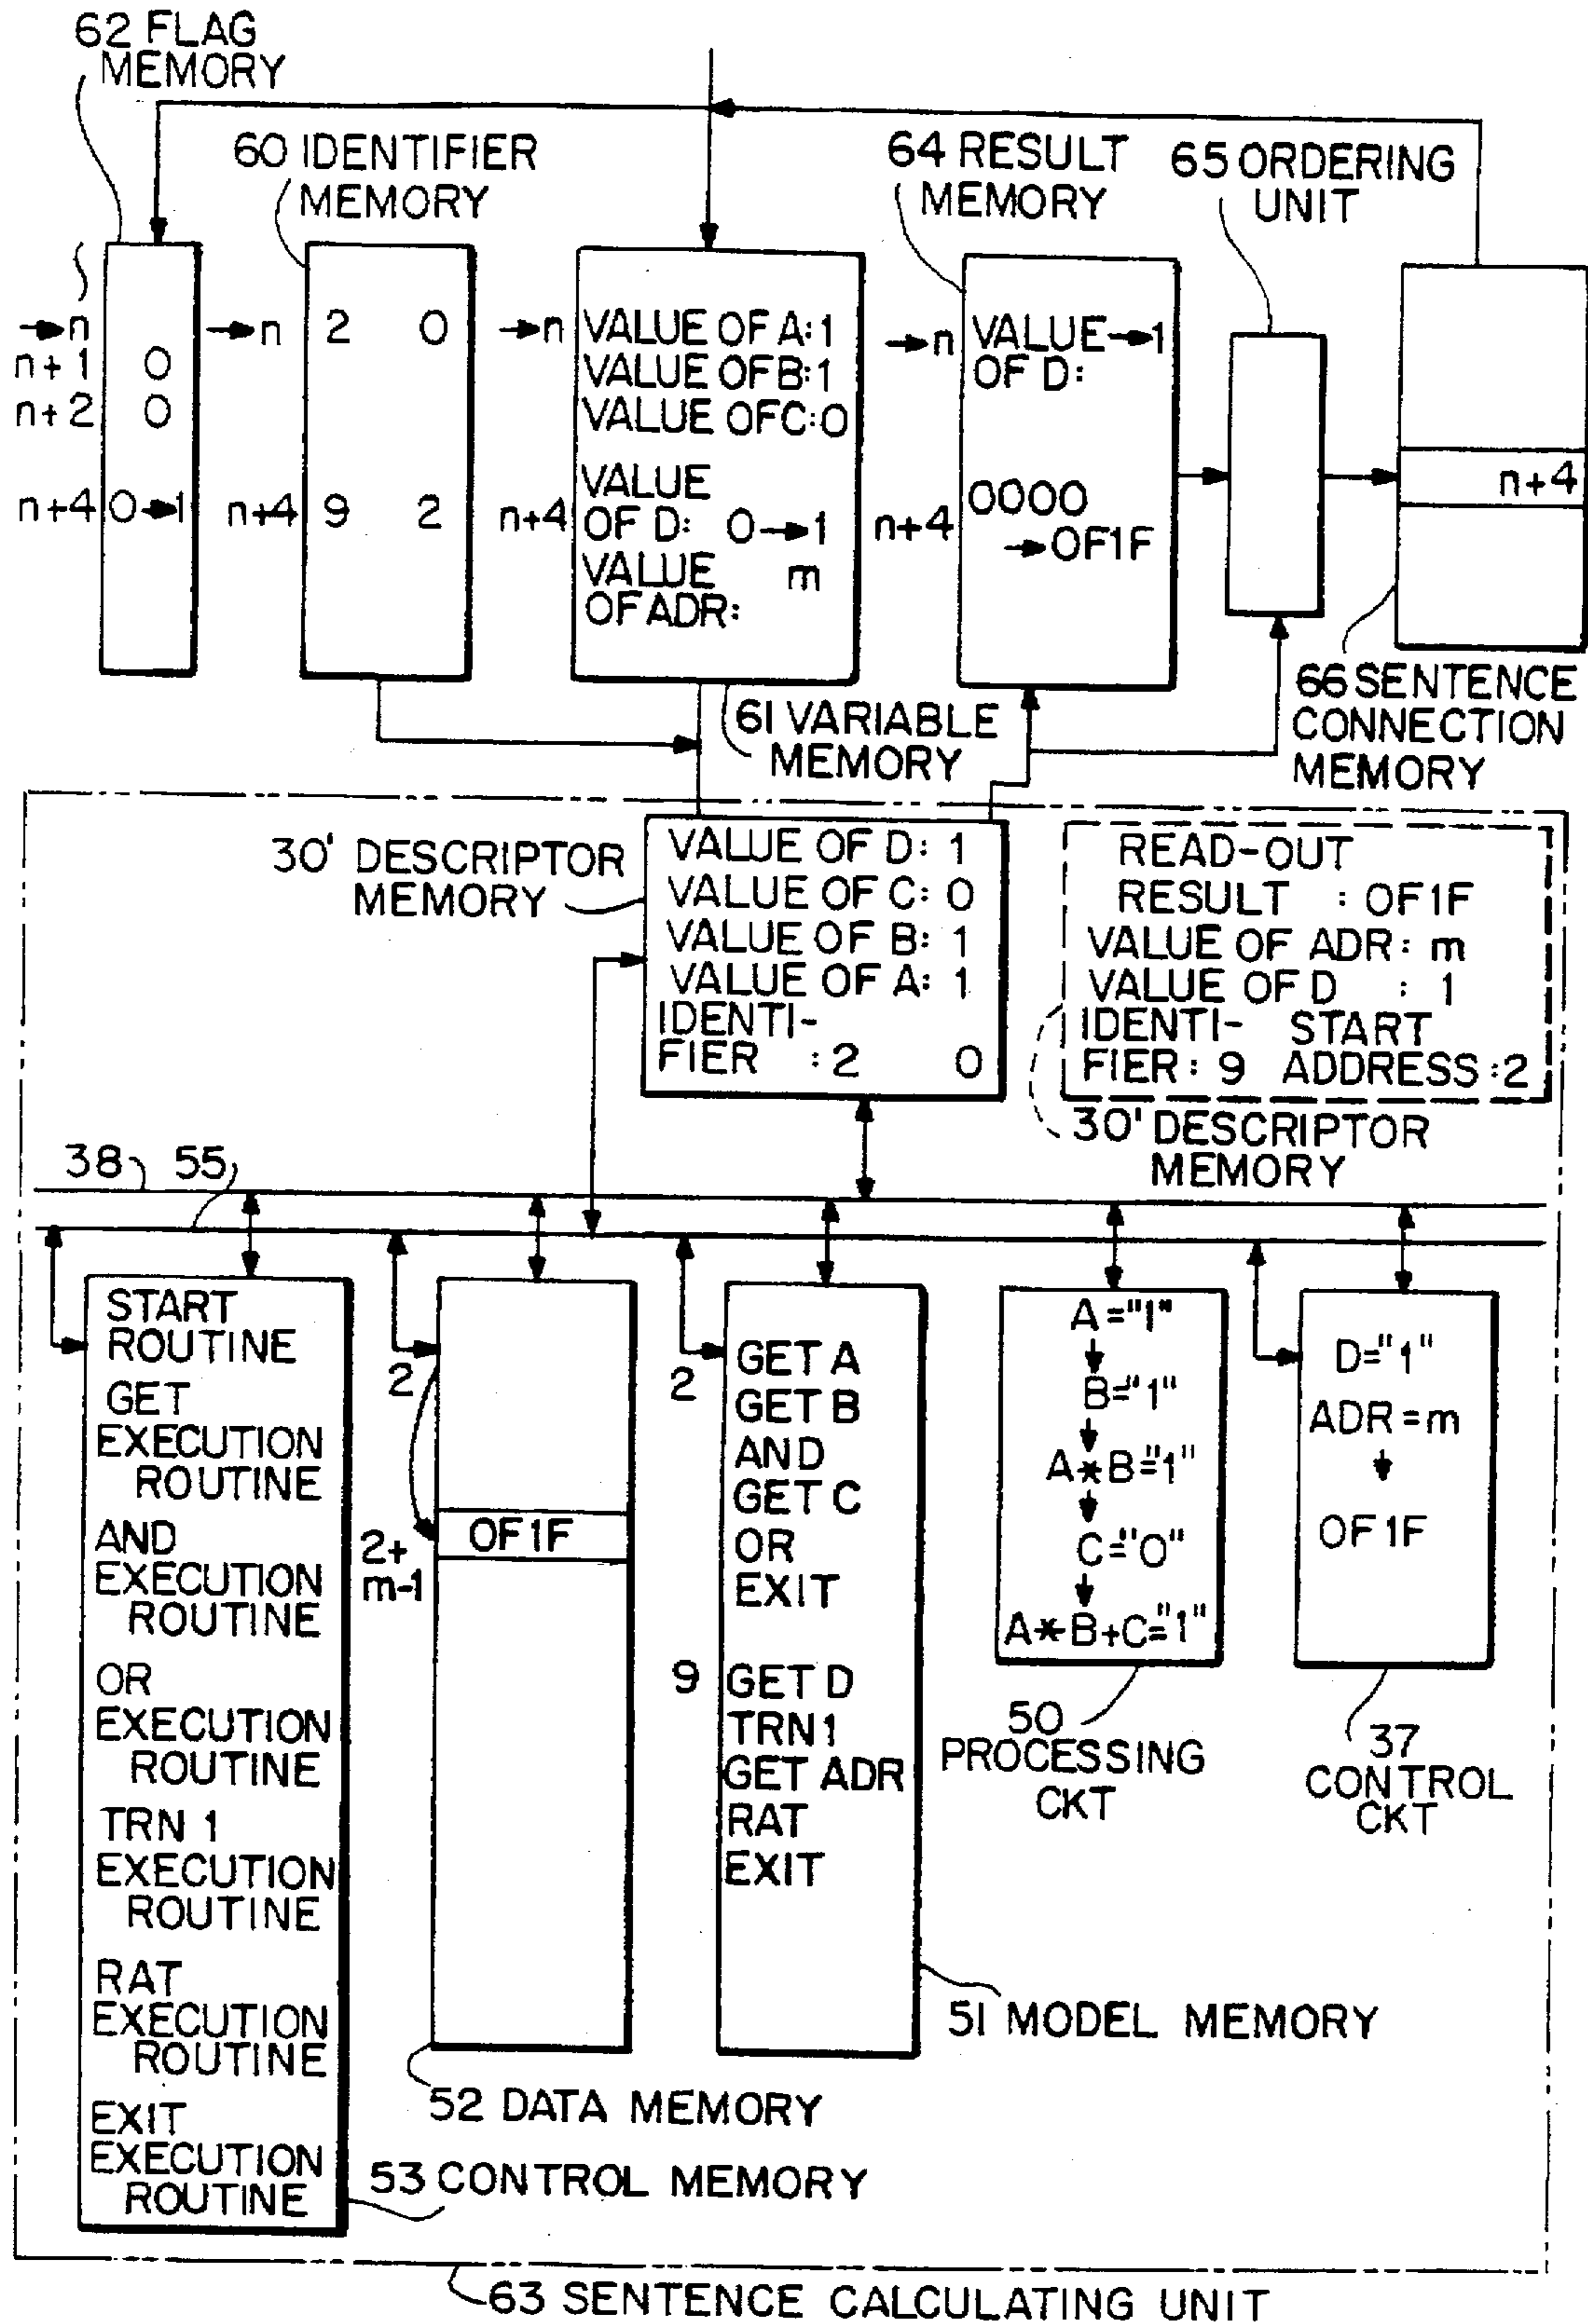 62 FLAG
MEMORY
60 IDENTIFIER
MEMORY
64 RESULT
MEMORY
65 ORDERING
UNIT
→n
n+1 0
n+2 0
n+4 0→1
→n 2 0
n+4 9 2
→n VALUE OF A:1
VALUE OF B:1
VALUE OF C:0
VALUE
n+4 OF D: 0→1
VALUE m
OF ADR:
→n VALUE→1
OF D:
n+4 0000
→0F1F
n+4
61 VARIABLE
MEMORY
66 SENTENCE
CONNECTION
MEMORY
30' DESCRIPTOR
MEMORY
VALUE OF D: 1
VALUE OF C: 0
VALUE OF B: 1
VALUE OF A: 1
IDENTI-
FIER :2 0
READ-OUT
RESULT : 0F1F
VALUE OF ADR: m
VALUE OF D : 1
IDENTI- START
FIER: 9 ADDRESS:2
30' DESCRIPTOR
MEMORY
38 55
START
ROUTINE
GET
EXECUTION
ROUTINE
AND
EXECUTION
ROUTINE
OR
EXECUTION
ROUTINE
TRN 1
EXECUTION
ROUTINE
RAT
EXECUTION
ROUTINE
EXIT
EXECUTION
ROUTINE
2
2+
m-1
0F1F
2 GET A
GET B
AND
GET C
OR
EXIT
9 GET D
TRN1
GET ADR
RAT
EXIT
A="1"
B="1"
A*B="1"
C="0"
A*B+C="1"
D="1"
ADR=m
0F1F
50
PROCESSING
CKT
37
CONTROL
CKT
51 MODEL MEMORY
52 DATA MEMORY
53 CONTROL MEMORY
63 SENTENCE CALCULATING UNIT